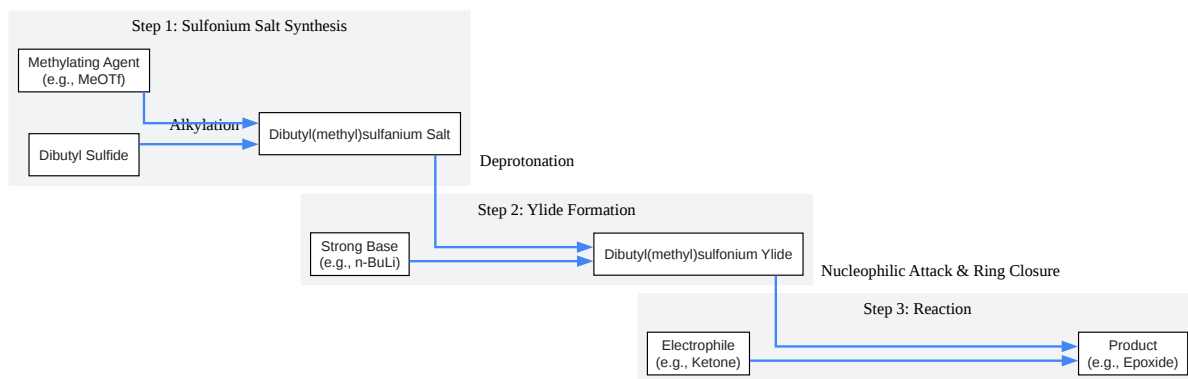 Step 1: Sulfonium Salt Synthesis
Methylating Agent
(e.g., MeOTf)
Alkylation
Dibutyl(methyl)sulfanium Salt
Dibutyl Sulfide
Deprotonation
Step 2: Ylide Formation
Strong Base
(e.g., n-BuLi)
Dibutyl(methyl)sulfonium Ylide
Nucleophilic Attack & Ring Closure
Step 3: Reaction
Electrophile
(e.g., Ketone)
Product
(e.g., Epoxide)